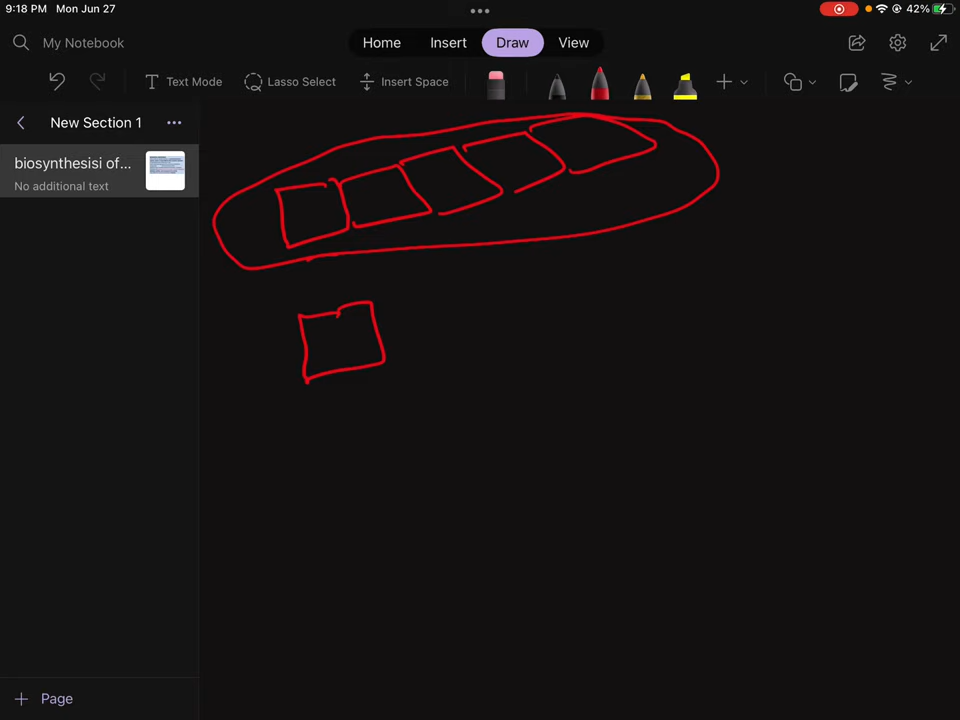 9:18 PM Mon Jun 27
42%
My Notebook
Home Insert Draw View
Text Mode Lasso Select Insert Space
New Section 1
biosynthesisi of...
No additional text
Page